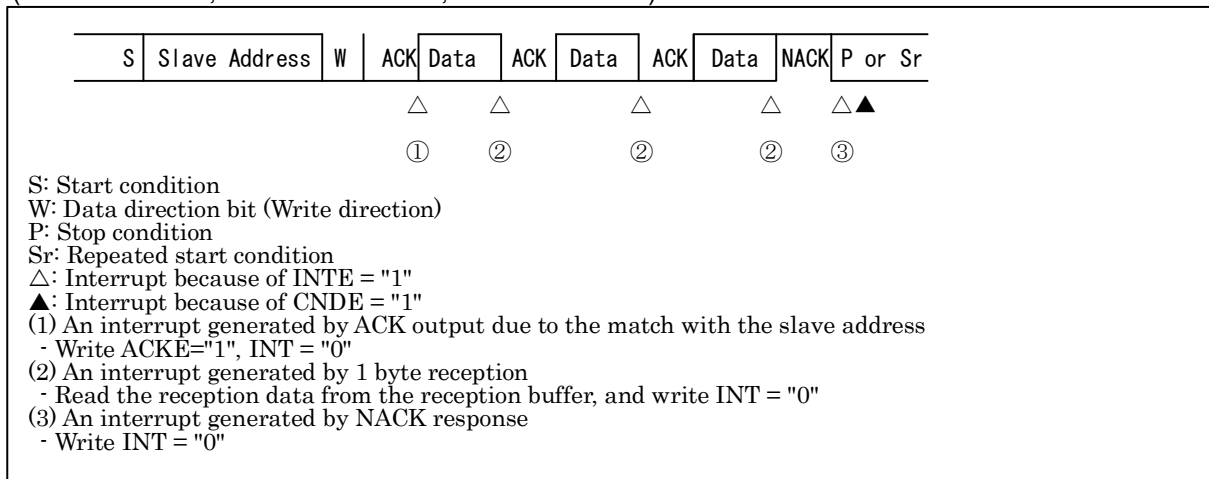 S Slave Address W ACK Data ACK Data ACK Data NACK P or Sr
△ △ △ △ △▲
① ② ② ② ③
S: Start condition
W: Data direction bit (Write direction)
P: Stop condition
Sr: Repeated start condition
△: Interrupt because of INTE = "1"
▲: Interrupt because of CNDE = "1"
(1) An interrupt generated by ACK output due to the match with the slave address
- Write ACKE="1", INT = "0"
(2) An interrupt generated by 1 byte reception
- Read the reception data from the reception buffer, and write INT = "0"
(3) An interrupt generated by NACK response
- Write INT = "0"